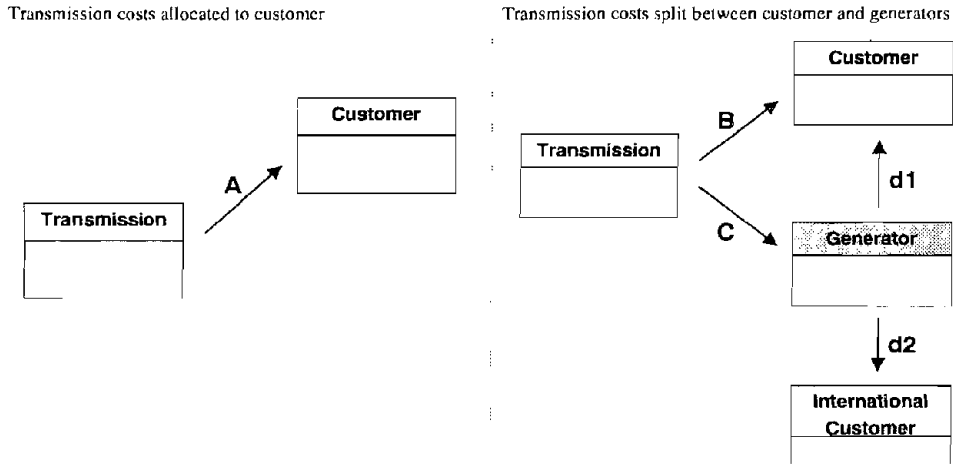 Transmission costs allocated to customer
Customer
A
Transmission
Transmission costs split between customer and generators
Customer
B
Transmission
d1
C
Generator
d2
International
Customer